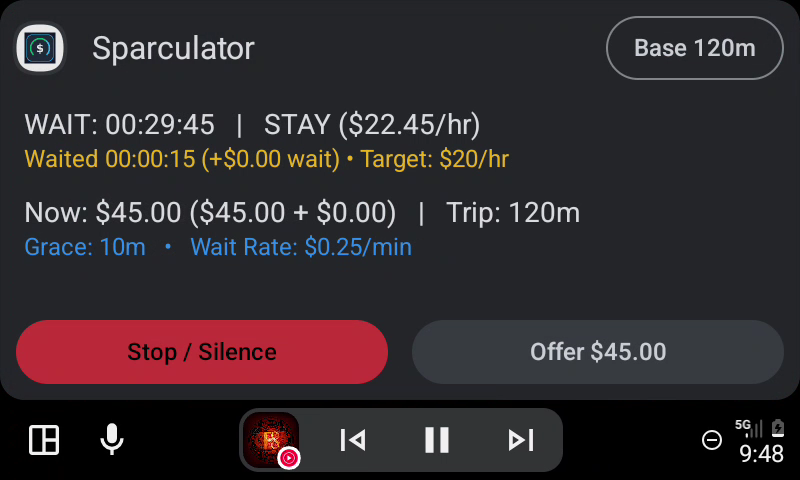 $
Sparculator
Base 120m
WAIT: 00:29:45 | STAY ($22.45/hr)
Waited 00:00:15 (+$0.00 wait) • Target: $20/hr
Now: $45.00 ($45.00 + $0.00) | Trip: 120m
Grace: 10m • Wait Rate: $0.25/min
Stop / Silence
Offer $45.00
5G
9:48